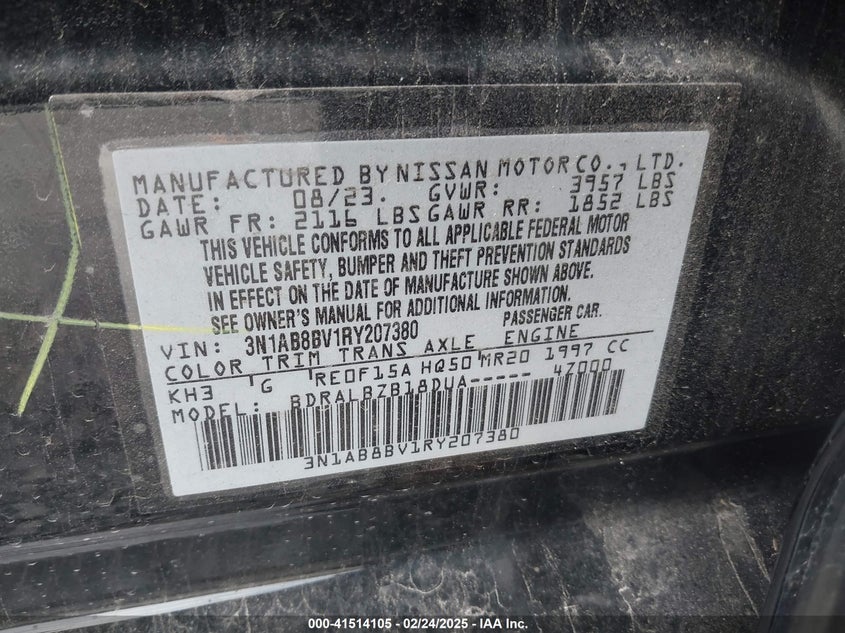 MANUFACTURED BY NISSAN MOTOR CO., LTD.
DATE: 08/23. GVWR: 3957 LBS
GAWR FR: 2116 LBS GAWR RR: 1852 LBS
THIS VEHICLE CONFORMS TO ALL APPLICABLE FEDERAL MOTOR
VEHICLE SAFETY, BUMPER AND THEFT PREVENTION STANDARDS
IN EFFECT ON THE DATE OF MANUFACTURE SHOWN ABOVE.
SEE OWNER'S MANUAL FOR ADDITIONAL INFORMATION.
VIN: 3N1AB8BV1RY207380 PASSENGER CAR.
COLOR TRIM TRANS AXLE ENGINE
KH3 G RE0F15A HQ50 MR20 1997 CC
MODEL: BDRALBZB18DUA----- 4Z000
3N1AB8BV1RY207380
000-41514105 - 02/24/2025 - IAA Inc.